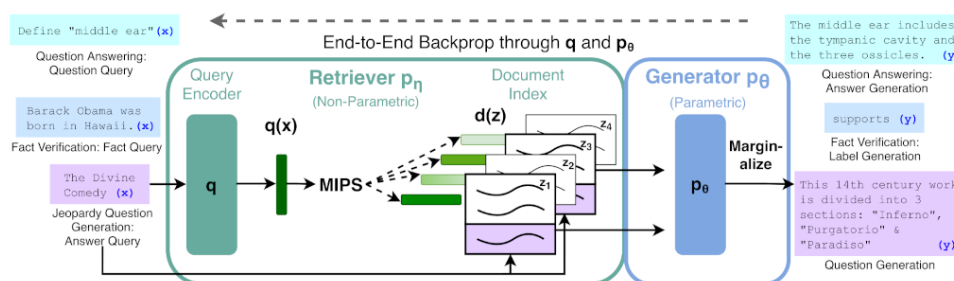 Define "middle ear"(x)
Question Answering:
Question Query
Barack Obama was
born in Hawaii.(x)
Fact Verification: Fact Query
The Divine
Comedy (x)
Jeopardy Question
Generation:
Answer Query
End-to-End Backprop through q and pθ
Query
Encoder
Retriever pη
(Non-Parametric)
Document
Index
Generator pθ
(Parametric)
q
q(x)
MIPS
d(z)
z4
z3
z2
z1
pθ
Margin-
alize
The middle ear includes
the tympanic cavity and
the three ossicles. (y)
Question Answering:
Answer Generation
supports (y)
Fact Verification:
Label Generation
This 14th century work
is divided into 3
sections: "Inferno",
"Purgatorio" &
"Paradiso" (y)
Question Generation